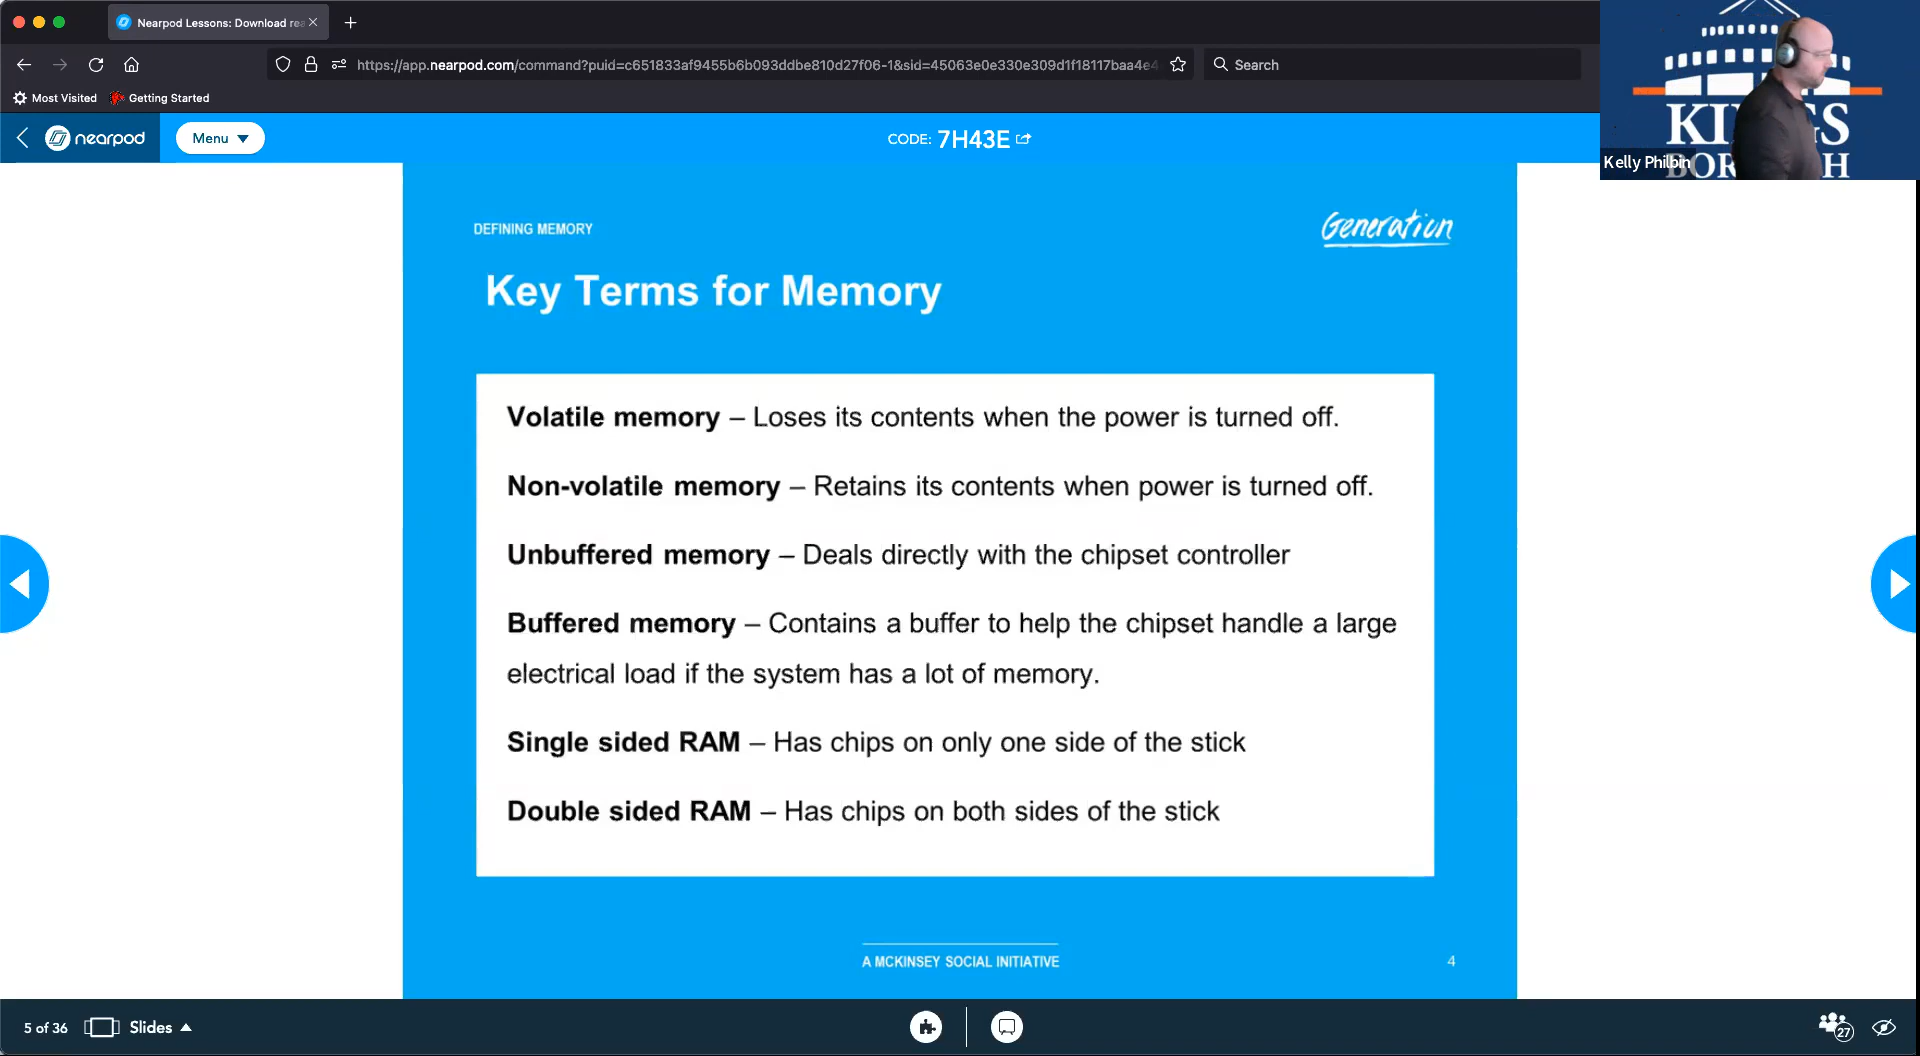 Nearpod Lessons: Download rea
https://app.nearpod.com/command?puid=c651833af9455b6b093ddbe810d27f06-1&sid=45063e0e330e309d1f18117baa4e4
Search
Most Visited
Getting Started
nearpod
Menu
CODE: 7H43E
KINGS
BOROUGH
Kelly Philbin
DEFINING MEMORY
Generation
Key Terms for Memory
Volatile memory – Loses its contents when the power is turned off.
Non-volatile memory – Retains its contents when power is turned off.
Unbuffered memory – Deals directly with the chipset controller
Buffered memory – Contains a buffer to help the chipset handle a large
electrical load if the system has a lot of memory.
Single sided RAM – Has chips on only one side of the stick
Double sided RAM – Has chips on both sides of the stick
A MCKINSEY SOCIAL INITIATIVE
4
5 of 36
Slides
27